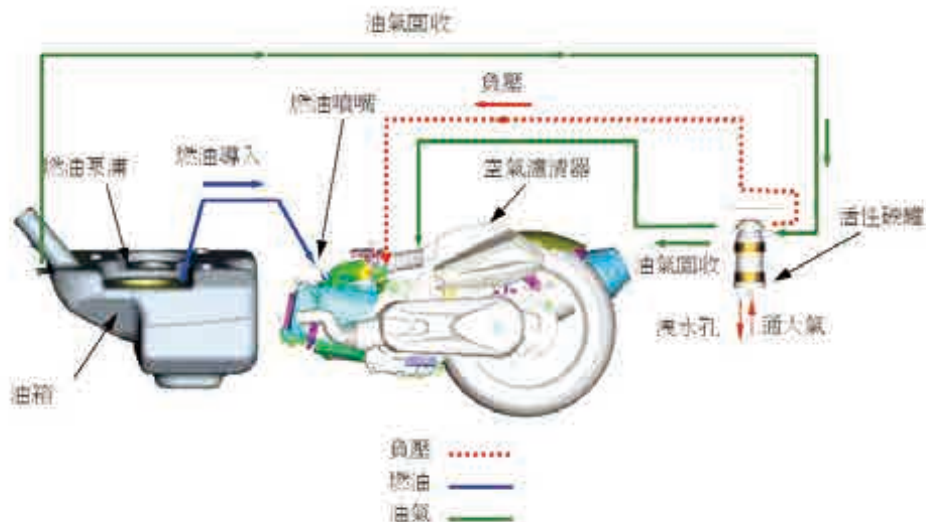 油氣回收
負壓
燃油噴嘴
燃油泵浦
燃油導入
空氣濾清器
活性碳罐
油氣回收
洩水孔
通大氣
油箱
負壓
燃油
油氣